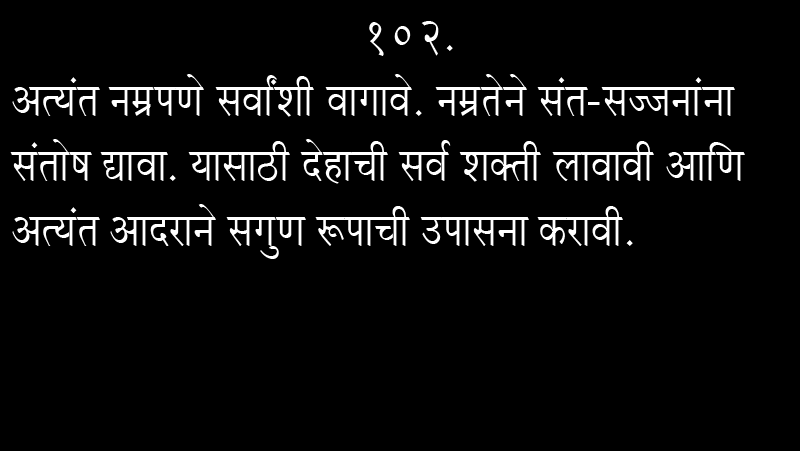 १०२.
अत्यंत नम्रपणे सर्वांशी वागावे. नम्रतेने संत-सज्जनांना
संतोष द्यावा. यासाठी देहाची सर्व शक्ती लावावी आणि
अत्यंत आदराने सगुण रूपाची उपासना करावी.